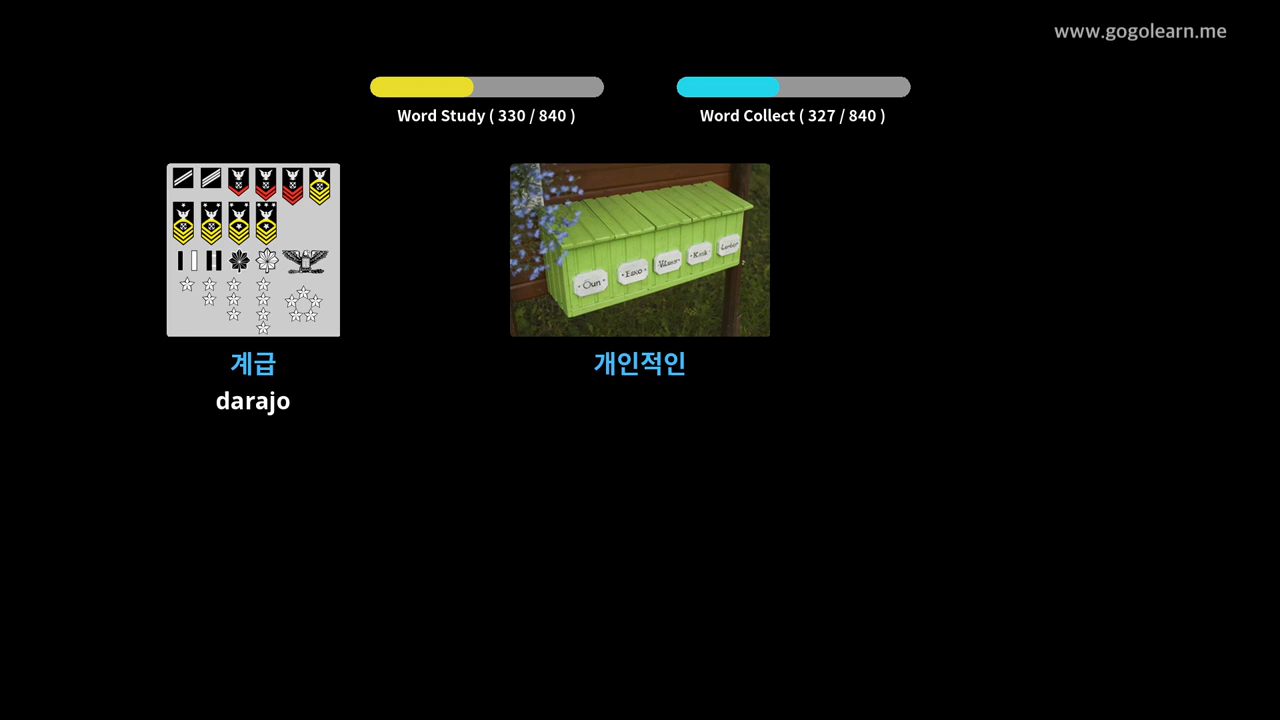 www.gogolearn.me
Word Study ( 330 / 840 )
Word Collect ( 327 / 840 )
계급
darajo
개인적인